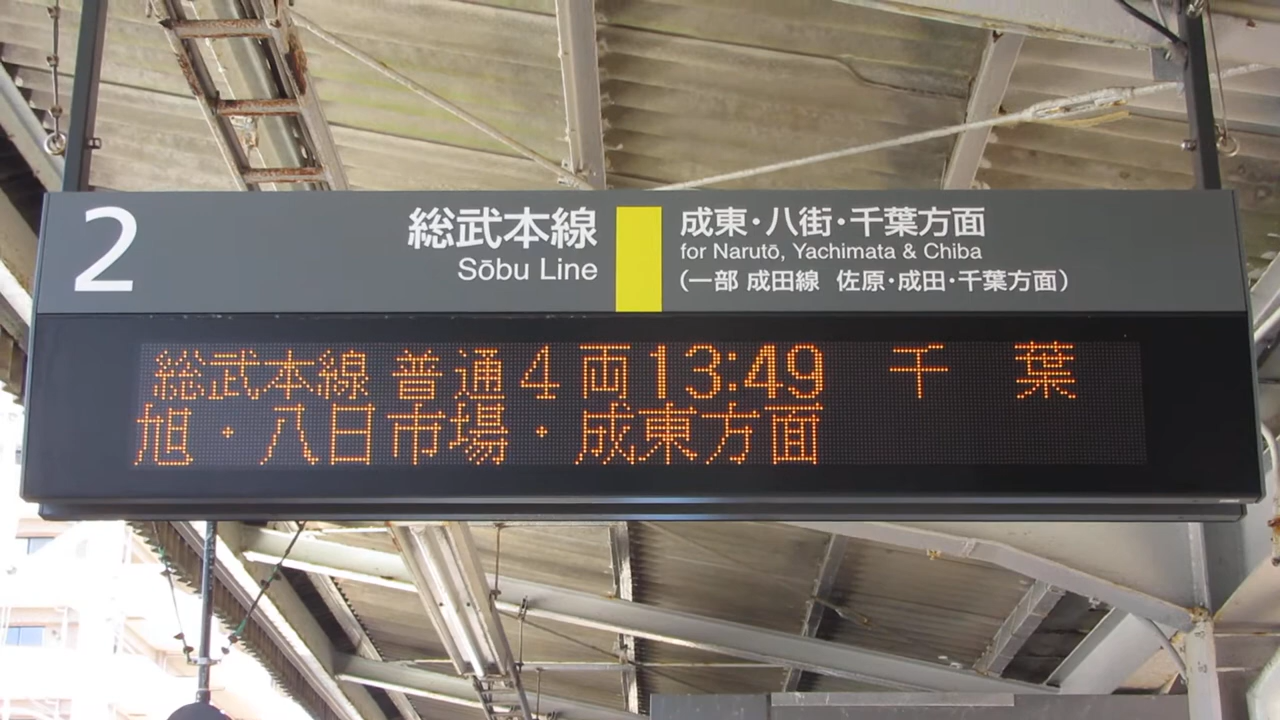 2
総武本線
Sōbu Line
成東・八街・千葉方面
for Narutō, Yachimata & Chiba
（一部 成田線 佐原・成田・千葉方面）
総武本線 普通 4両 13:49 千 葉
旭・八日市場・成東方面